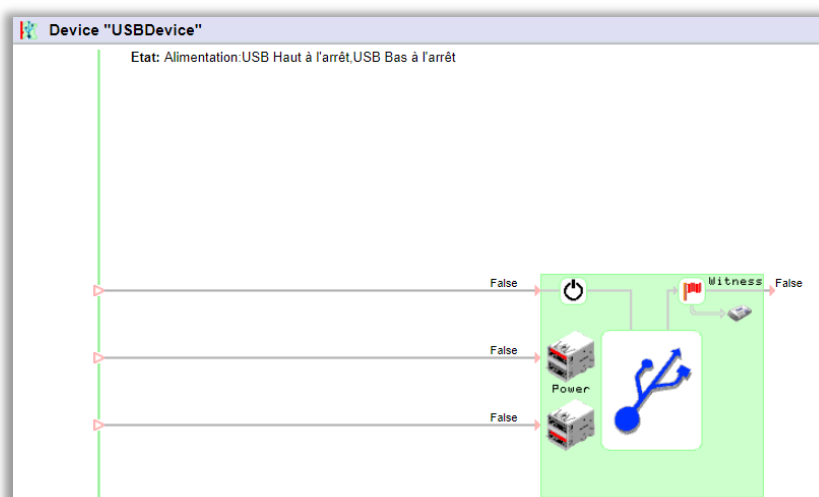 Device "USBDevice"
Etat: Alimentation:USB Haut à l'arrêt,USB Bas à l'arrêt
False
Witness
False
False
Power
False